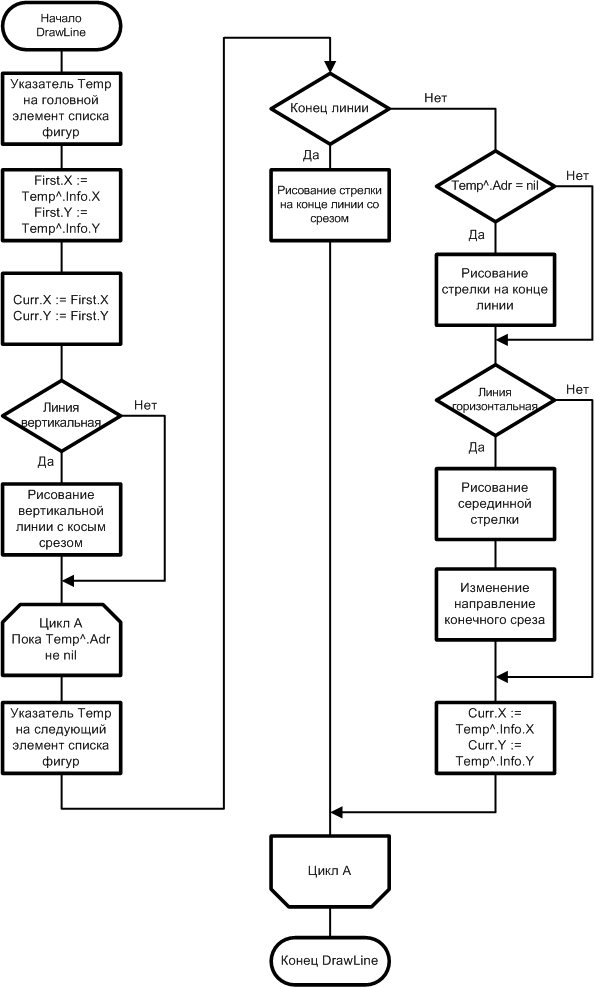 Начало
DrawLine
Указатель Temp
на головной
элемент списка
фигур
First.X :=
Temp^.Info.X
First.Y :=
Temp^.Info.Y
Curr.X := First.X
Curr.Y := First.Y
Линия
вертикальная
Нет
Да
Рисование
вертикальной
линии с косым
срезом
Цикл A
Пока Temp^.Adr
не nil
Указатель Temp
на следующий
элемент списка
фигур
Конец линии
Нет
Да
Рисование стрелки
на конце линии со
срезом
Temp^.Adr = nil
Нет
Да
Рисование
стрелки на конце
линии
Линия
горизонтальная
Нет
Да
Рисование
серединной
стрелки
Изменение
направление
конечного среза
Curr.X :=
Temp^.Info.X
Curr.Y :=
Temp^.Info.Y
Цикл A
Конец DrawLine